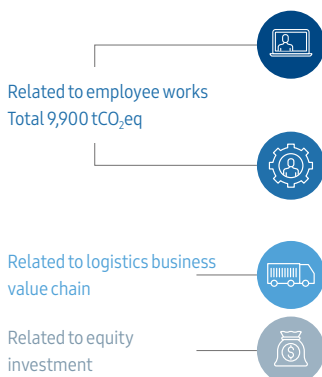 Related to employee works
Total 9,900 tCO₂eq
Related to logistics business
value chain
Related to equity
investment